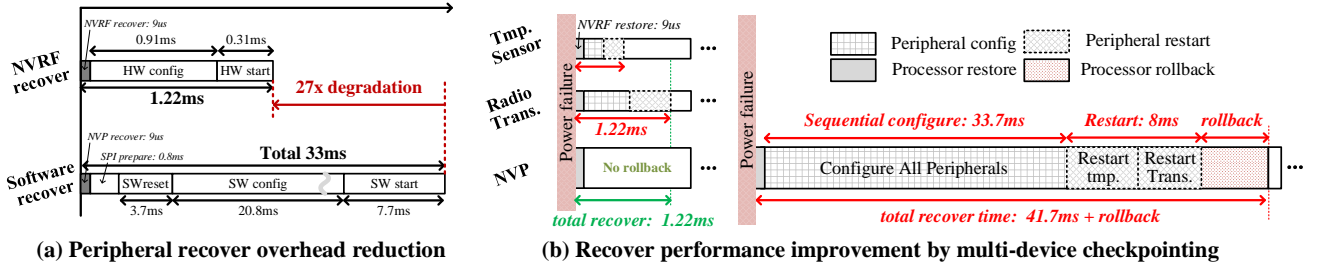 NVRF recover: 9us
0.91ms
0.31ms
NVRF
recover
HW config
HW start
1.22ms
27x degradation
NVP recover: 9us
SPI prepare: 0.8ms
Total 33ms
Software
recover
SWreset
SW config
SW start
3.7ms
20.8ms
7.7ms
(a) Peripheral recover overhead reduction
NVRF restore: 9us
Tmp.
Sensor
Radio
Trans.
1.22ms
NVP
Power failure
No rollback
total recover: 1.22ms
Peripheral config
Peripheral restart
Processor restore
Processor rollback
Power failure
Sequential configure: 33.7ms
Restart: 8ms
rollback
Configure All Peripherals
Restart
tmp.
Restart
Trans.
total recover time: 41.7ms + rollback
(b) Recover performance improvement by multi-device checkpointing